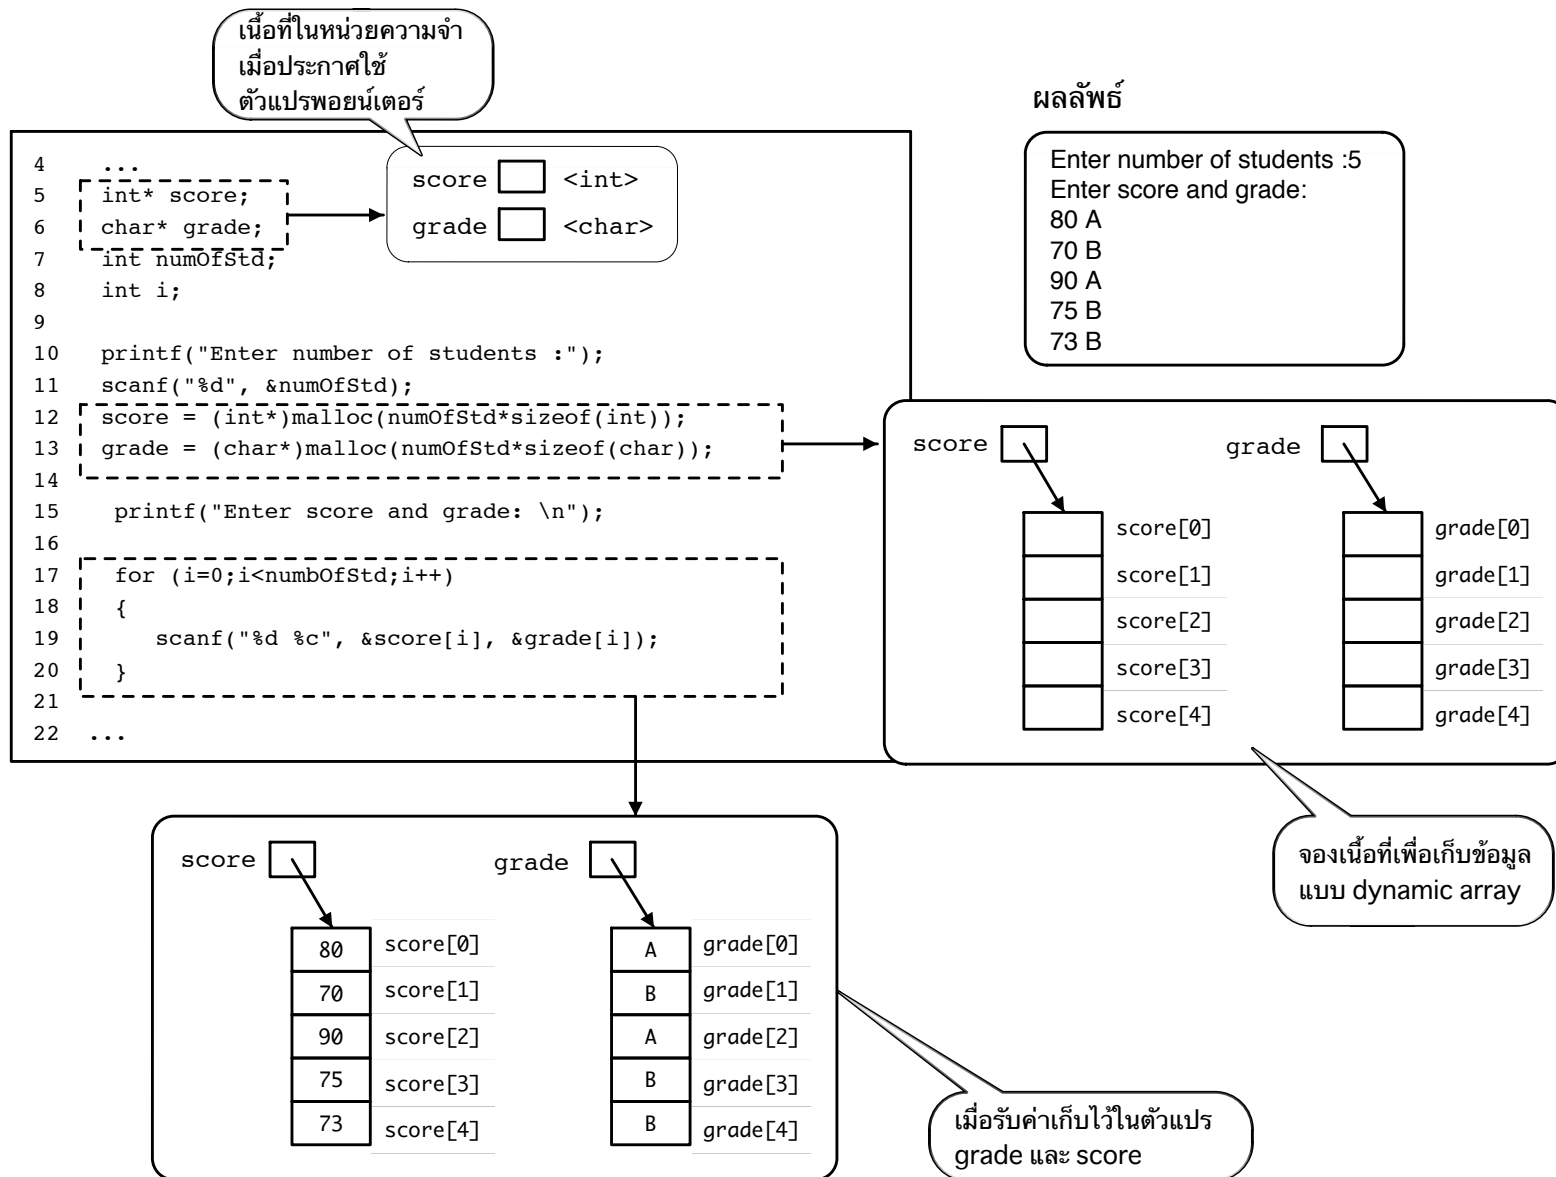 เนื้อที่ในหน่วยความจำ
เมื่อประกาศใช้
ตัวแปรพอยน์เตอร์
4 ...
5 int* score;
6 char* grade;
7 int numOfStd;
8 int i;
9
10 printf("Enter number of students :");
11 scanf("%d", &numOfStd);
12 score = (int*)malloc(numOfStd*sizeof(int));
13 grade = (char*)malloc(numOfStd*sizeof(char));
14
15 printf("Enter score and grade: \n");
16
17 for (i=0;i<numbOfStd;i++)
18 {
19 scanf("%d %c", &score[i], &grade[i]);
20 }
21
22 ...
score <int>
grade <char>
ผลลัพธ์
Enter number of students :5
Enter score and grade:
80 A
70 B
90 A
75 B
73 B
score grade
score[0] grade[0]
score[1] grade[1]
score[2] grade[2]
score[3] grade[3]
score[4] grade[4]
จองเนื้อที่เพื่อเก็บข้อมูล
แบบ dynamic array
score grade
80 score[0] A grade[0]
70 score[1] B grade[1]
90 score[2] A grade[2]
75 score[3] B grade[3]
73 score[4] B grade[4]
เมื่อรับค่าเก็บไว้ในตัวแปร
grade และ score